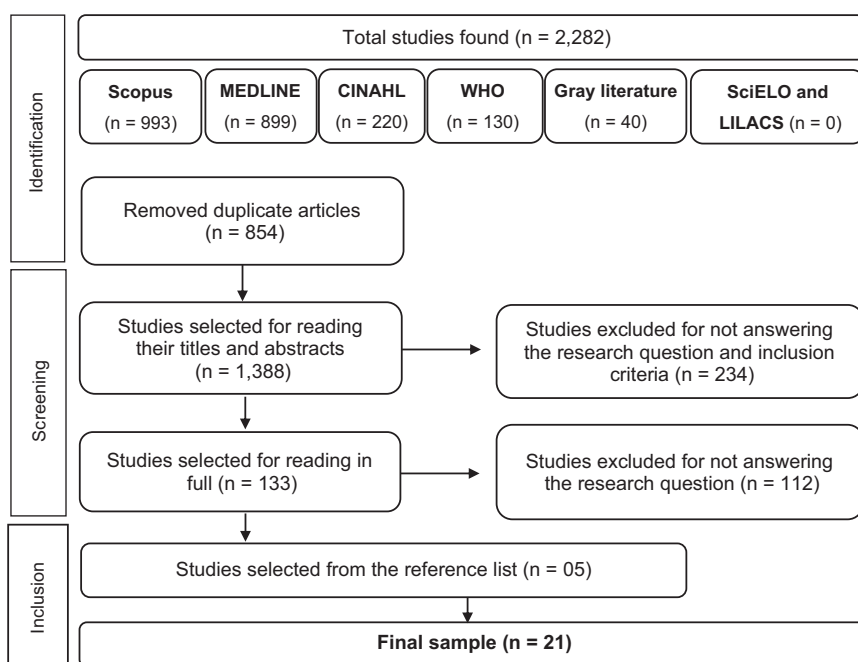 Identification
Total studies found (n = 2,282)
Scopus
(n = 993)
MEDLINE
(n = 899)
CINAHL
(n = 220)
WHO
(n = 130)
Gray literature
(n = 40)
SciELO and
LILACS (n = 0)
Removed duplicate articles
(n = 854)
Screening
Studies selected for reading
their titles and abstracts
(n = 1,388)
Studies excluded for not answering
the research question and inclusion
criteria (n = 234)
Studies selected for reading in
full (n = 133)
Studies excluded for not answering
the research question (n = 112)
Inclusion
Studies selected from the reference list (n = 05)
Final sample (n = 21)